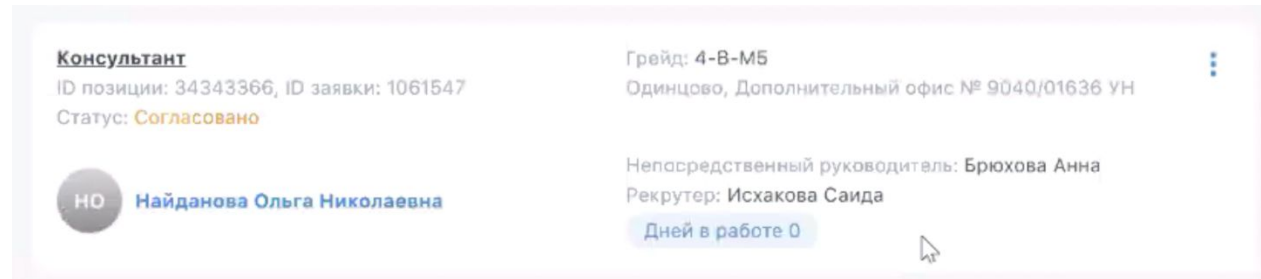 Консультант
ID позиции: 34343366, ID заявки: 1061547
Статус: Согласовано
НО
Найданова Ольга Николаевна
Грейд: 4-В-М5
Одинцово, Дополнительный офис № 9040/01636 УН
Непосредственный руководитель: Брюхова Анна
Рекрутер: Исхакова Саида
Дней в работе 0